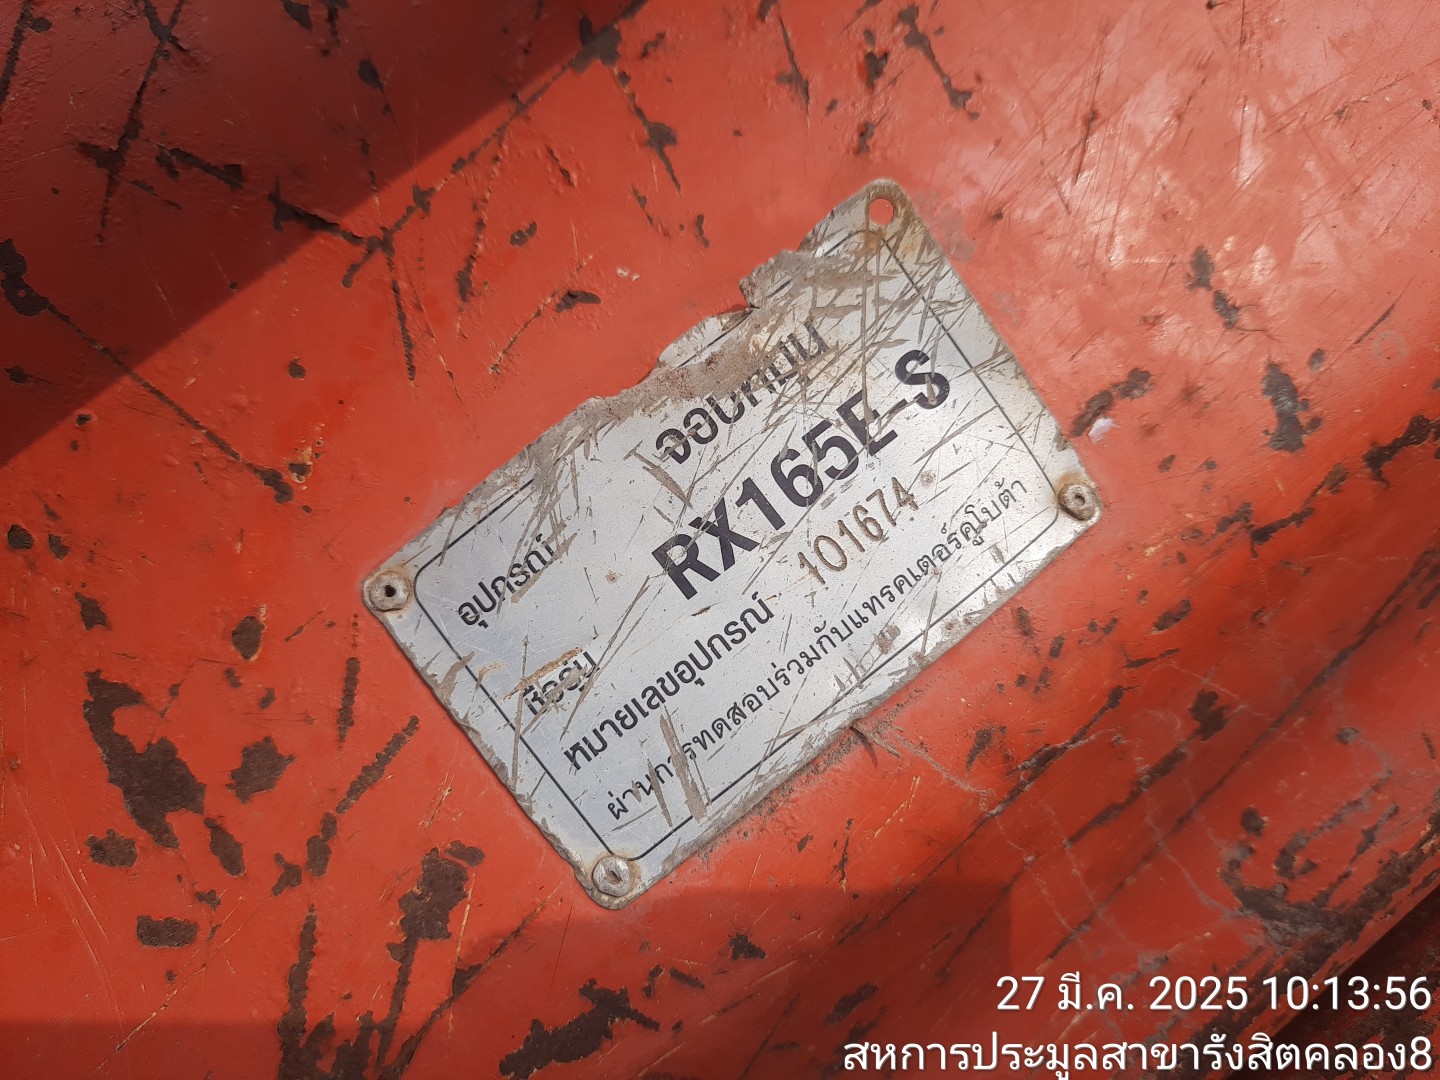 อุปกรณ์ จอบหมุน
ชื่อรุ่น RX165E-S
หมายเลขอุปกรณ์ 101674
ผ่านการทดสอบร่วมกับแทรคเตอร์คูโบต้า
27 มี.ค. 2025 10:13:56
สหการประมูลสาขารังสิตคลอง8